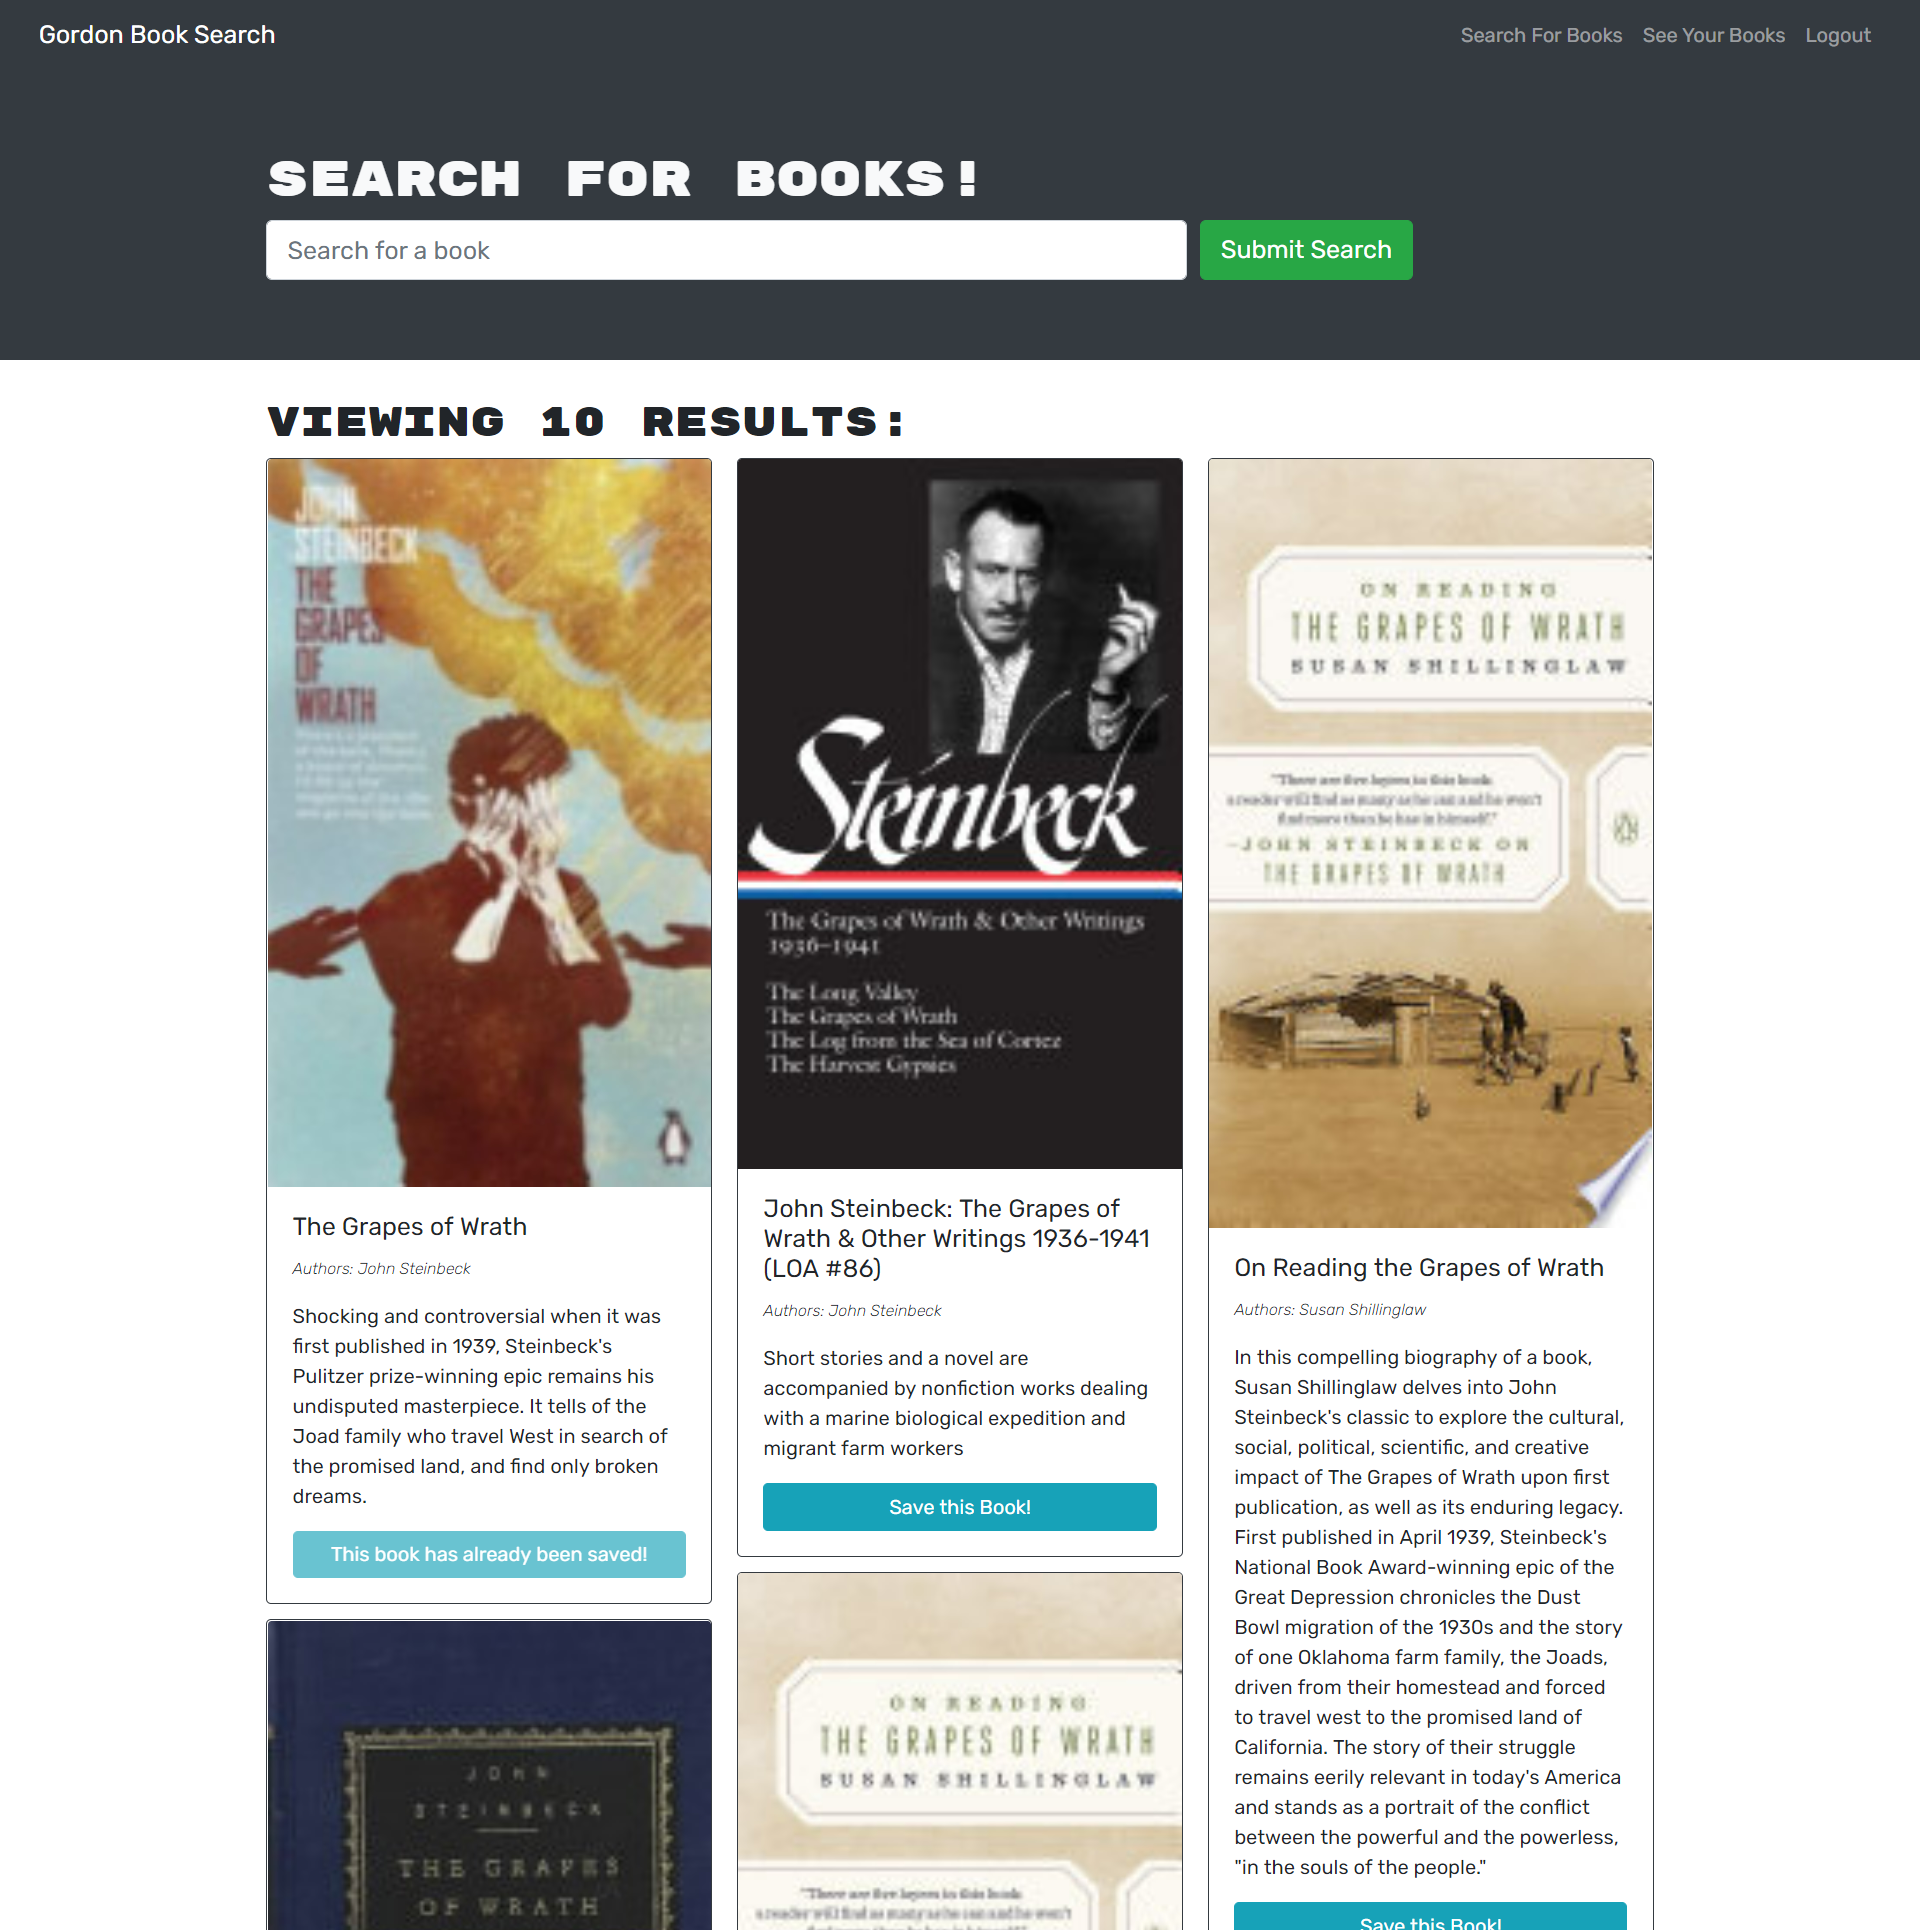 Gordon Book Search
Search For Books
See Your Books
Logout
SEARCH FOR BOOKS!
Search for a book
Submit Search
VIEWING 10 RESULTS:
JOHN
STEINBECK
THE
GRAPES
OF
WRATH
The Grapes of Wrath
Authors: John Steinbeck
Shocking and controversial when it was
first published in 1939, Steinbeck's
Pulitzer prize-winning epic remains his
undisputed masterpiece. It tells of the
Joad family who travel West in search of
the promised land, and find only broken
dreams.
This book has already been saved!
Steinbeck
The Grapes of Wrath & Other Writings
1936–1941
The Long Valley
The Grapes of Wrath
The Log from the Sea of Cortez
The Harvest Gypsies
John Steinbeck: The Grapes of
Wrath & Other Writings 1936-1941
(LOA #86)
Authors: John Steinbeck
Short stories and a novel are
accompanied by nonfiction works dealing
with a marine biological expedition and
migrant farm workers
Save this Book!
ON READING
THE GRAPES OF WRATH
SUSAN SHILLINGLAW
"There are five layers in this book
a reader will find as many as he can and he won't
find more than he has in himself."
—JOHN STEINBECK ON
THE GRAPES OF WRATH
On Reading the Grapes of Wrath
Authors: Susan Shillinglaw
In this compelling biography of a book,
Susan Shillinglaw delves into John
Steinbeck's classic to explore the cultural,
social, political, scientific, and creative
impact of The Grapes of Wrath upon first
publication, as well as its enduring legacy.
First published in April 1939, Steinbeck's
National Book Award-winning epic of the
Great Depression chronicles the Dust
Bowl migration of the 1930s and the story
of one Oklahoma farm family, the Joads,
driven from their homestead and forced
to travel west to the promised land of
California. The story of their struggle
remains eerily relevant in today's America
and stands as a portrait of the conflict
between the powerful and the powerless,
"in the souls of the people."
Save this Book!
JOHN
STEINBECK
THE GRAPES
OF WRATH
ON READING
THE GRAPES OF WRATH
SUSAN SHILLINGLAW
"There are five layers in this book
a reader will find as many as he can and he won't